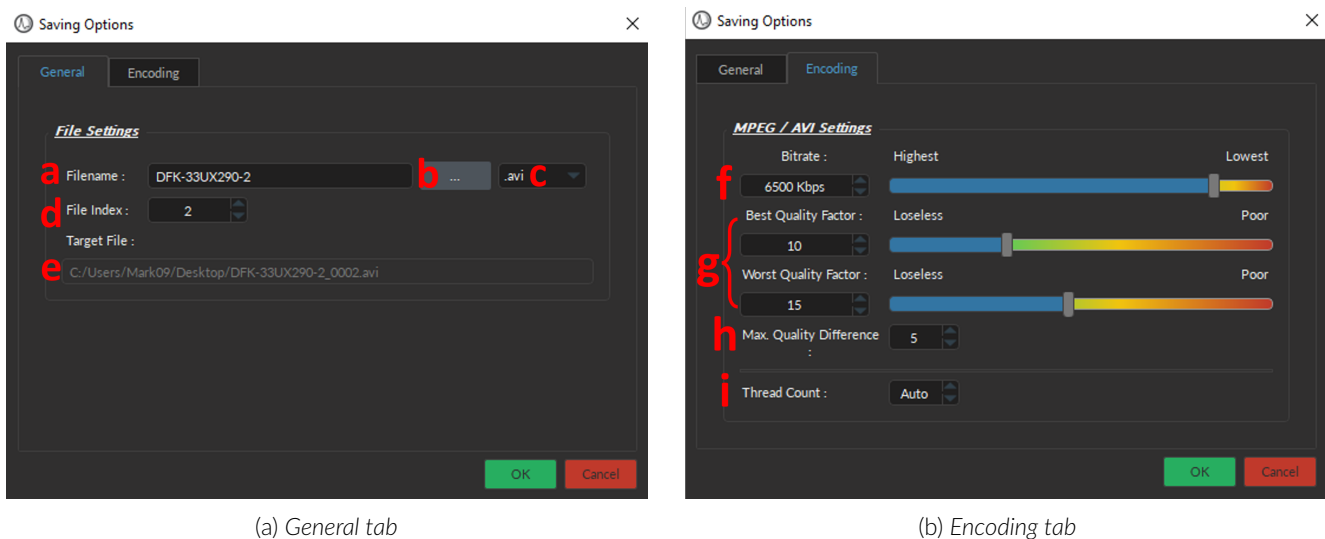 Saving Options
General Encoding
File Settings
a Filename : DFK-33UX290-2 b ... .avi c
d File Index : 2
Target File :
e C:/Users/Mark09/Desktop/DFK-33UX290-2_0002.avi
OK Cancel
(a) General tab
Saving Options
General Encoding
MPEG / AVI Settings
Bitrate : Highest Lowest
f 6500 Kbps
Best Quality Factor : Loseless Poor
10
g
Worst Quality Factor : Loseless Poor
15
h Max. Quality Difference 5
:
i Thread Count : Auto
OK Cancel
(b) Encoding tab